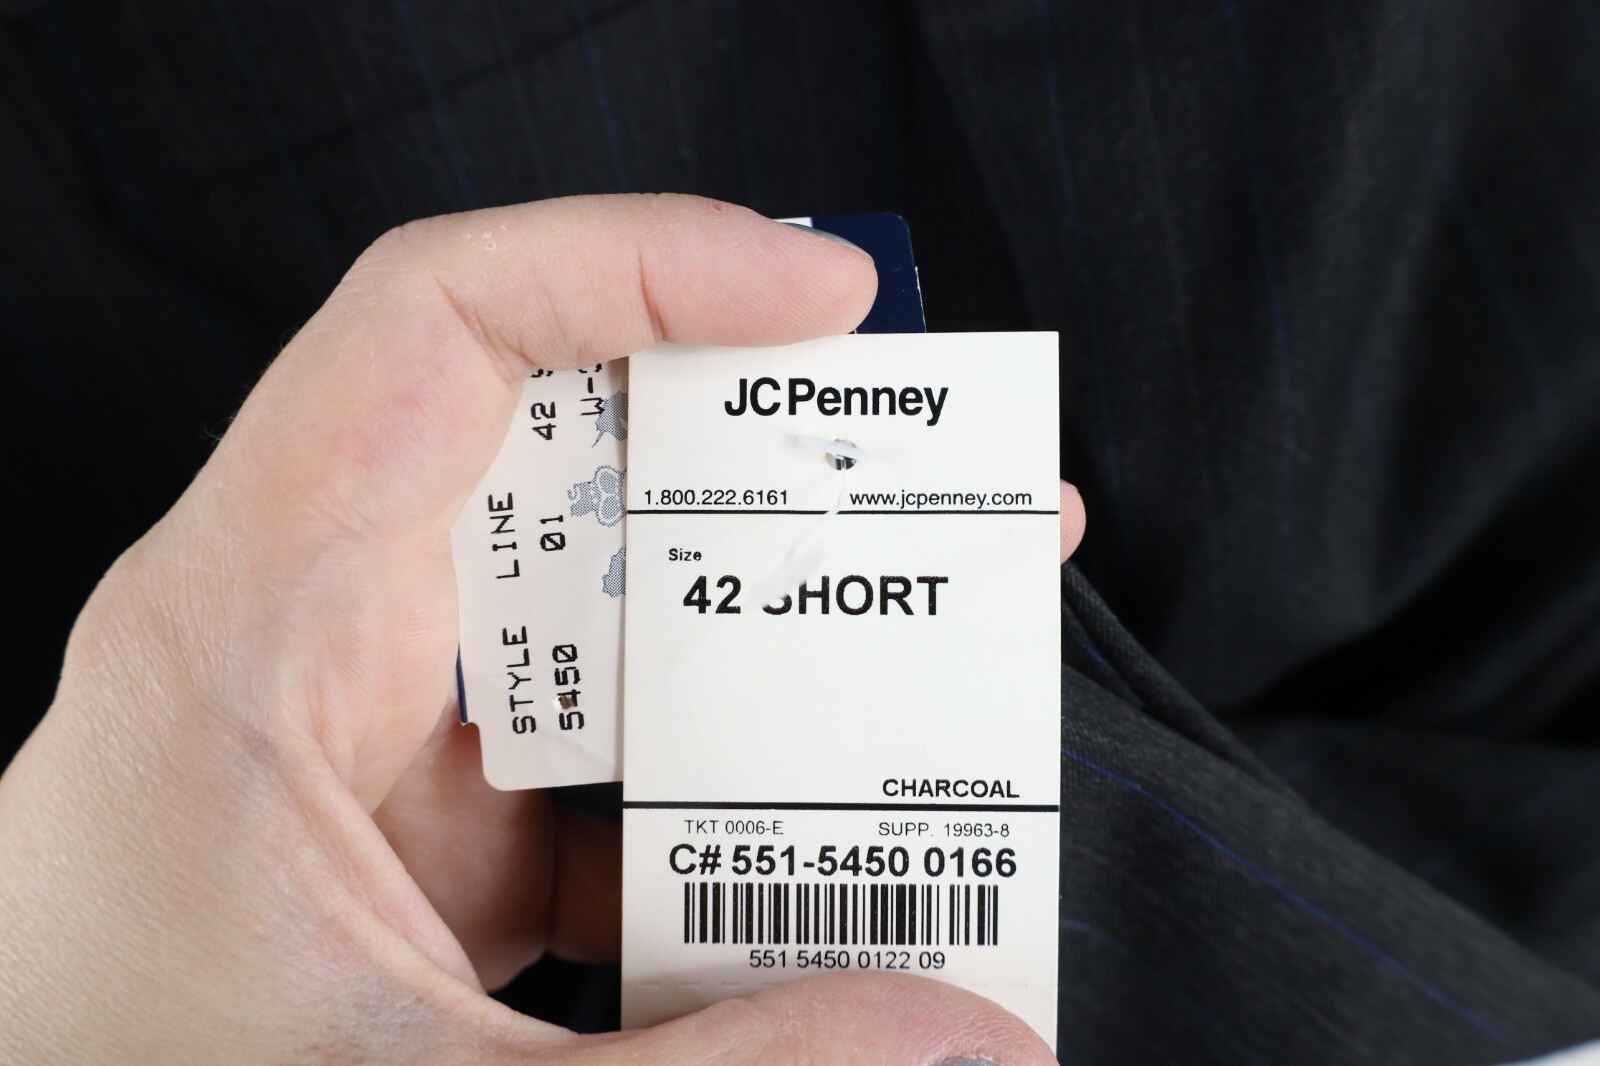 JCPenney
1.800.222.6161 www.jcpenney.com
Size
42 SHORT
CHARCOAL
TKT 0006-E SUPP. 19963-8
C# 551-5450 0166
551 5450 0122 09
STYLE LINE
5450 01 42